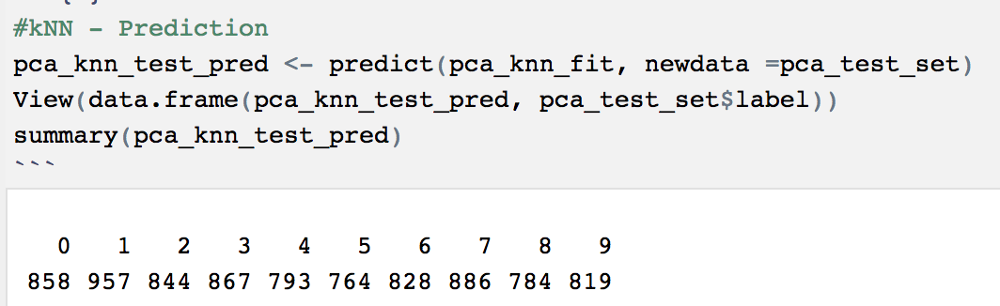 #kNN - Prediction
pca_knn_test_pred <- predict(pca_knn_fit, newdata =pca_test_set)
View(data.frame(pca_knn_test_pred, pca_test_set$label))
summary(pca_knn_test_pred)
```
0 1 2 3 4 5 6 7 8 9
858 957 844 867 793 764 828 886 784 819